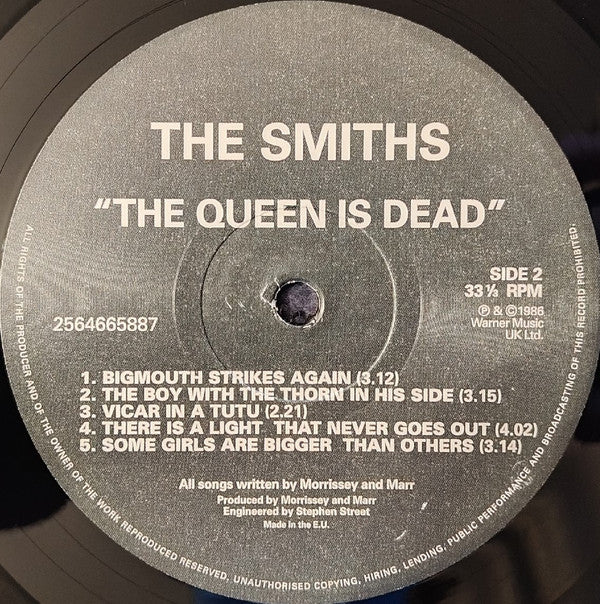 THE SMITHS
“THE QUEEN IS DEAD”
SIDE 2
33 ⅓ RPM
2564665887
℗ & ©1986
Warner Music
UK Ltd.
1. BIGMOUTH STRIKES AGAIN (3.12)
2. THE BOY WITH THE THORN IN HIS SIDE (3.15)
3. VICAR IN A TUTU (2.21)
4. THERE IS A LIGHT THAT NEVER GOES OUT (4.02)
5. SOME GIRLS ARE BIGGER THAN OTHERS (3.14)
All songs written by Morrissey and Marr
Produced by Morrissey and Marr
Engineered by Stephen Street
Made in the E.U.
ALL RIGHTS OF THE PRODUCER AND OF THE OWNER OF THE WORK REPRODUCED RESERVED, UNAUTHORISED COPYING, HIRING, LENDING, PUBLIC PERFORMANCE AND BROADCASTING OF THIS RECORD PROHIBITED.